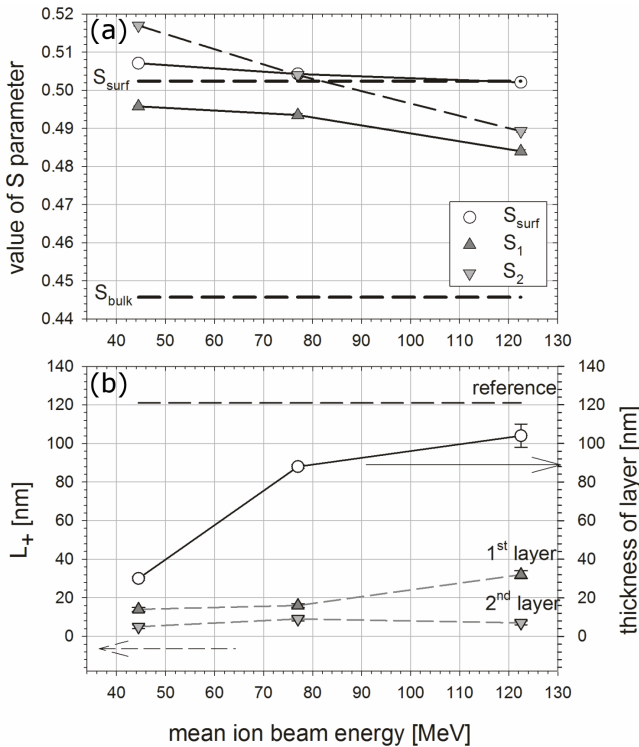 (a)
0.52
0.51
0.50
0.49
0.48
0.47
0.46
0.45
0.44
value of S parameter
S_surf
S_bulk
S_surf
S_1
S_2
40 50 60 70 80 90 100 110 120 130
(b)
140 140
120 120
100 100
80 80
60 60
40 40
20 20
0 0
L_+ [nm]
thickness of layer [nm]
reference
1^st layer
2^nd layer
40 50 60 70 80 90 100 110 120 130
mean ion beam energy [MeV]